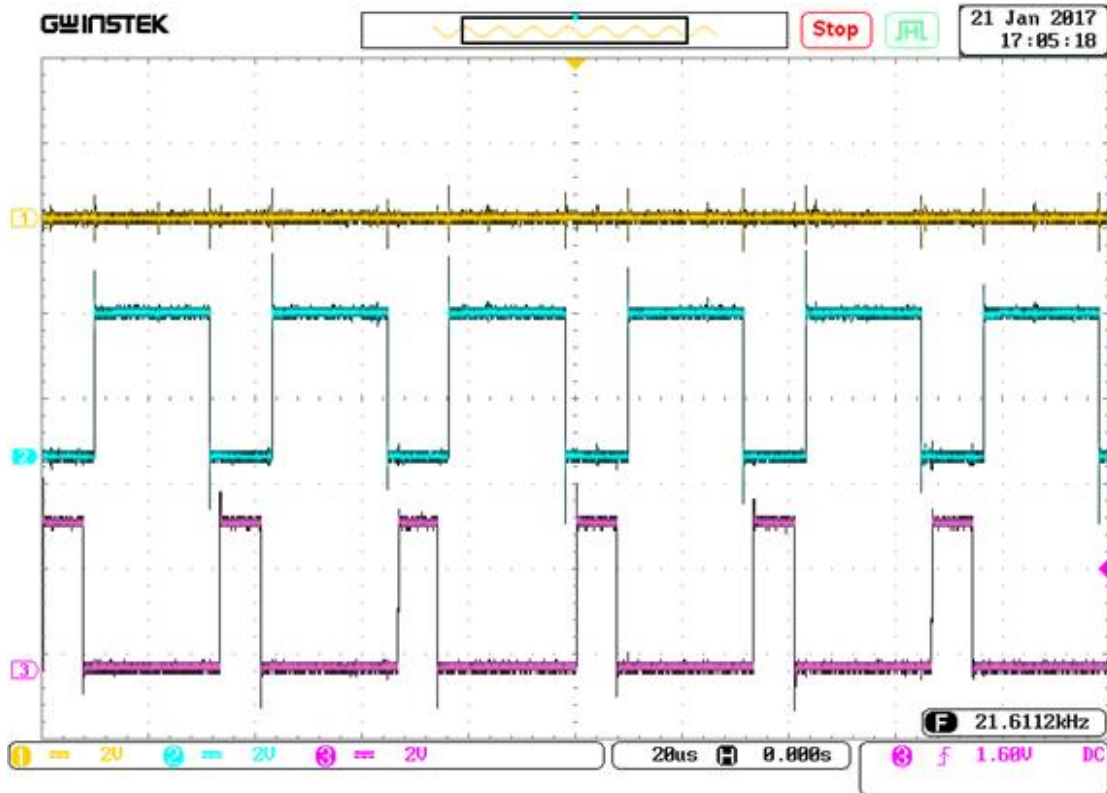 GWINSTEK
Stop
21 Jan 2017
17:05:18
1
2
3
F 21.6112kHz
1 2V 2 2V 3 2V
20us H 0.000s
3 1.60V DC